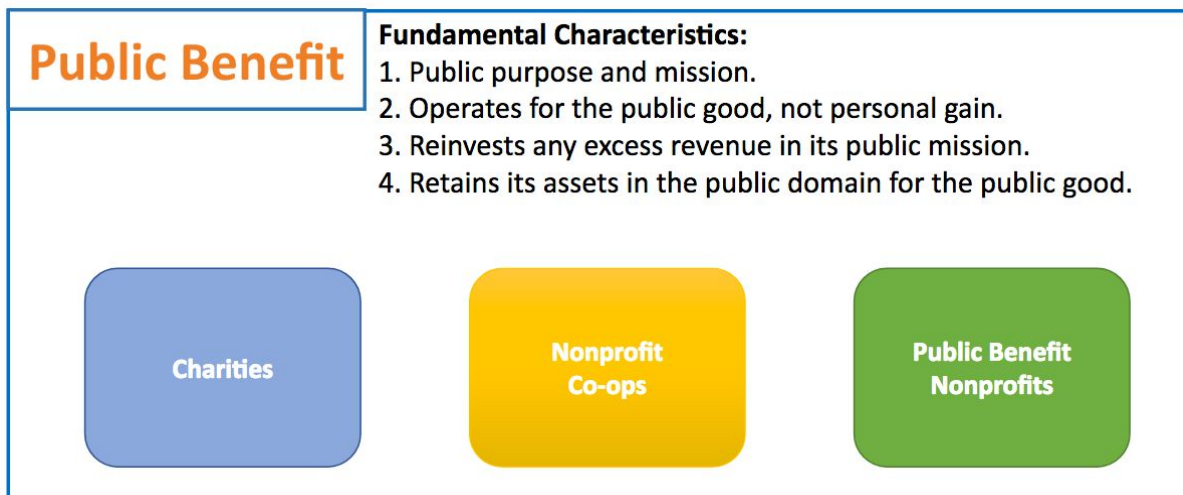 Public Benefit
Fundamental Characteristics:
1. Public purpose and mission.
2. Operates for the public good, not personal gain.
3. Reinvests any excess revenue in its public mission.
4. Retains its assets in the public domain for the public good.
Charities
Nonprofit
Co-ops
Public Benefit
Nonprofits